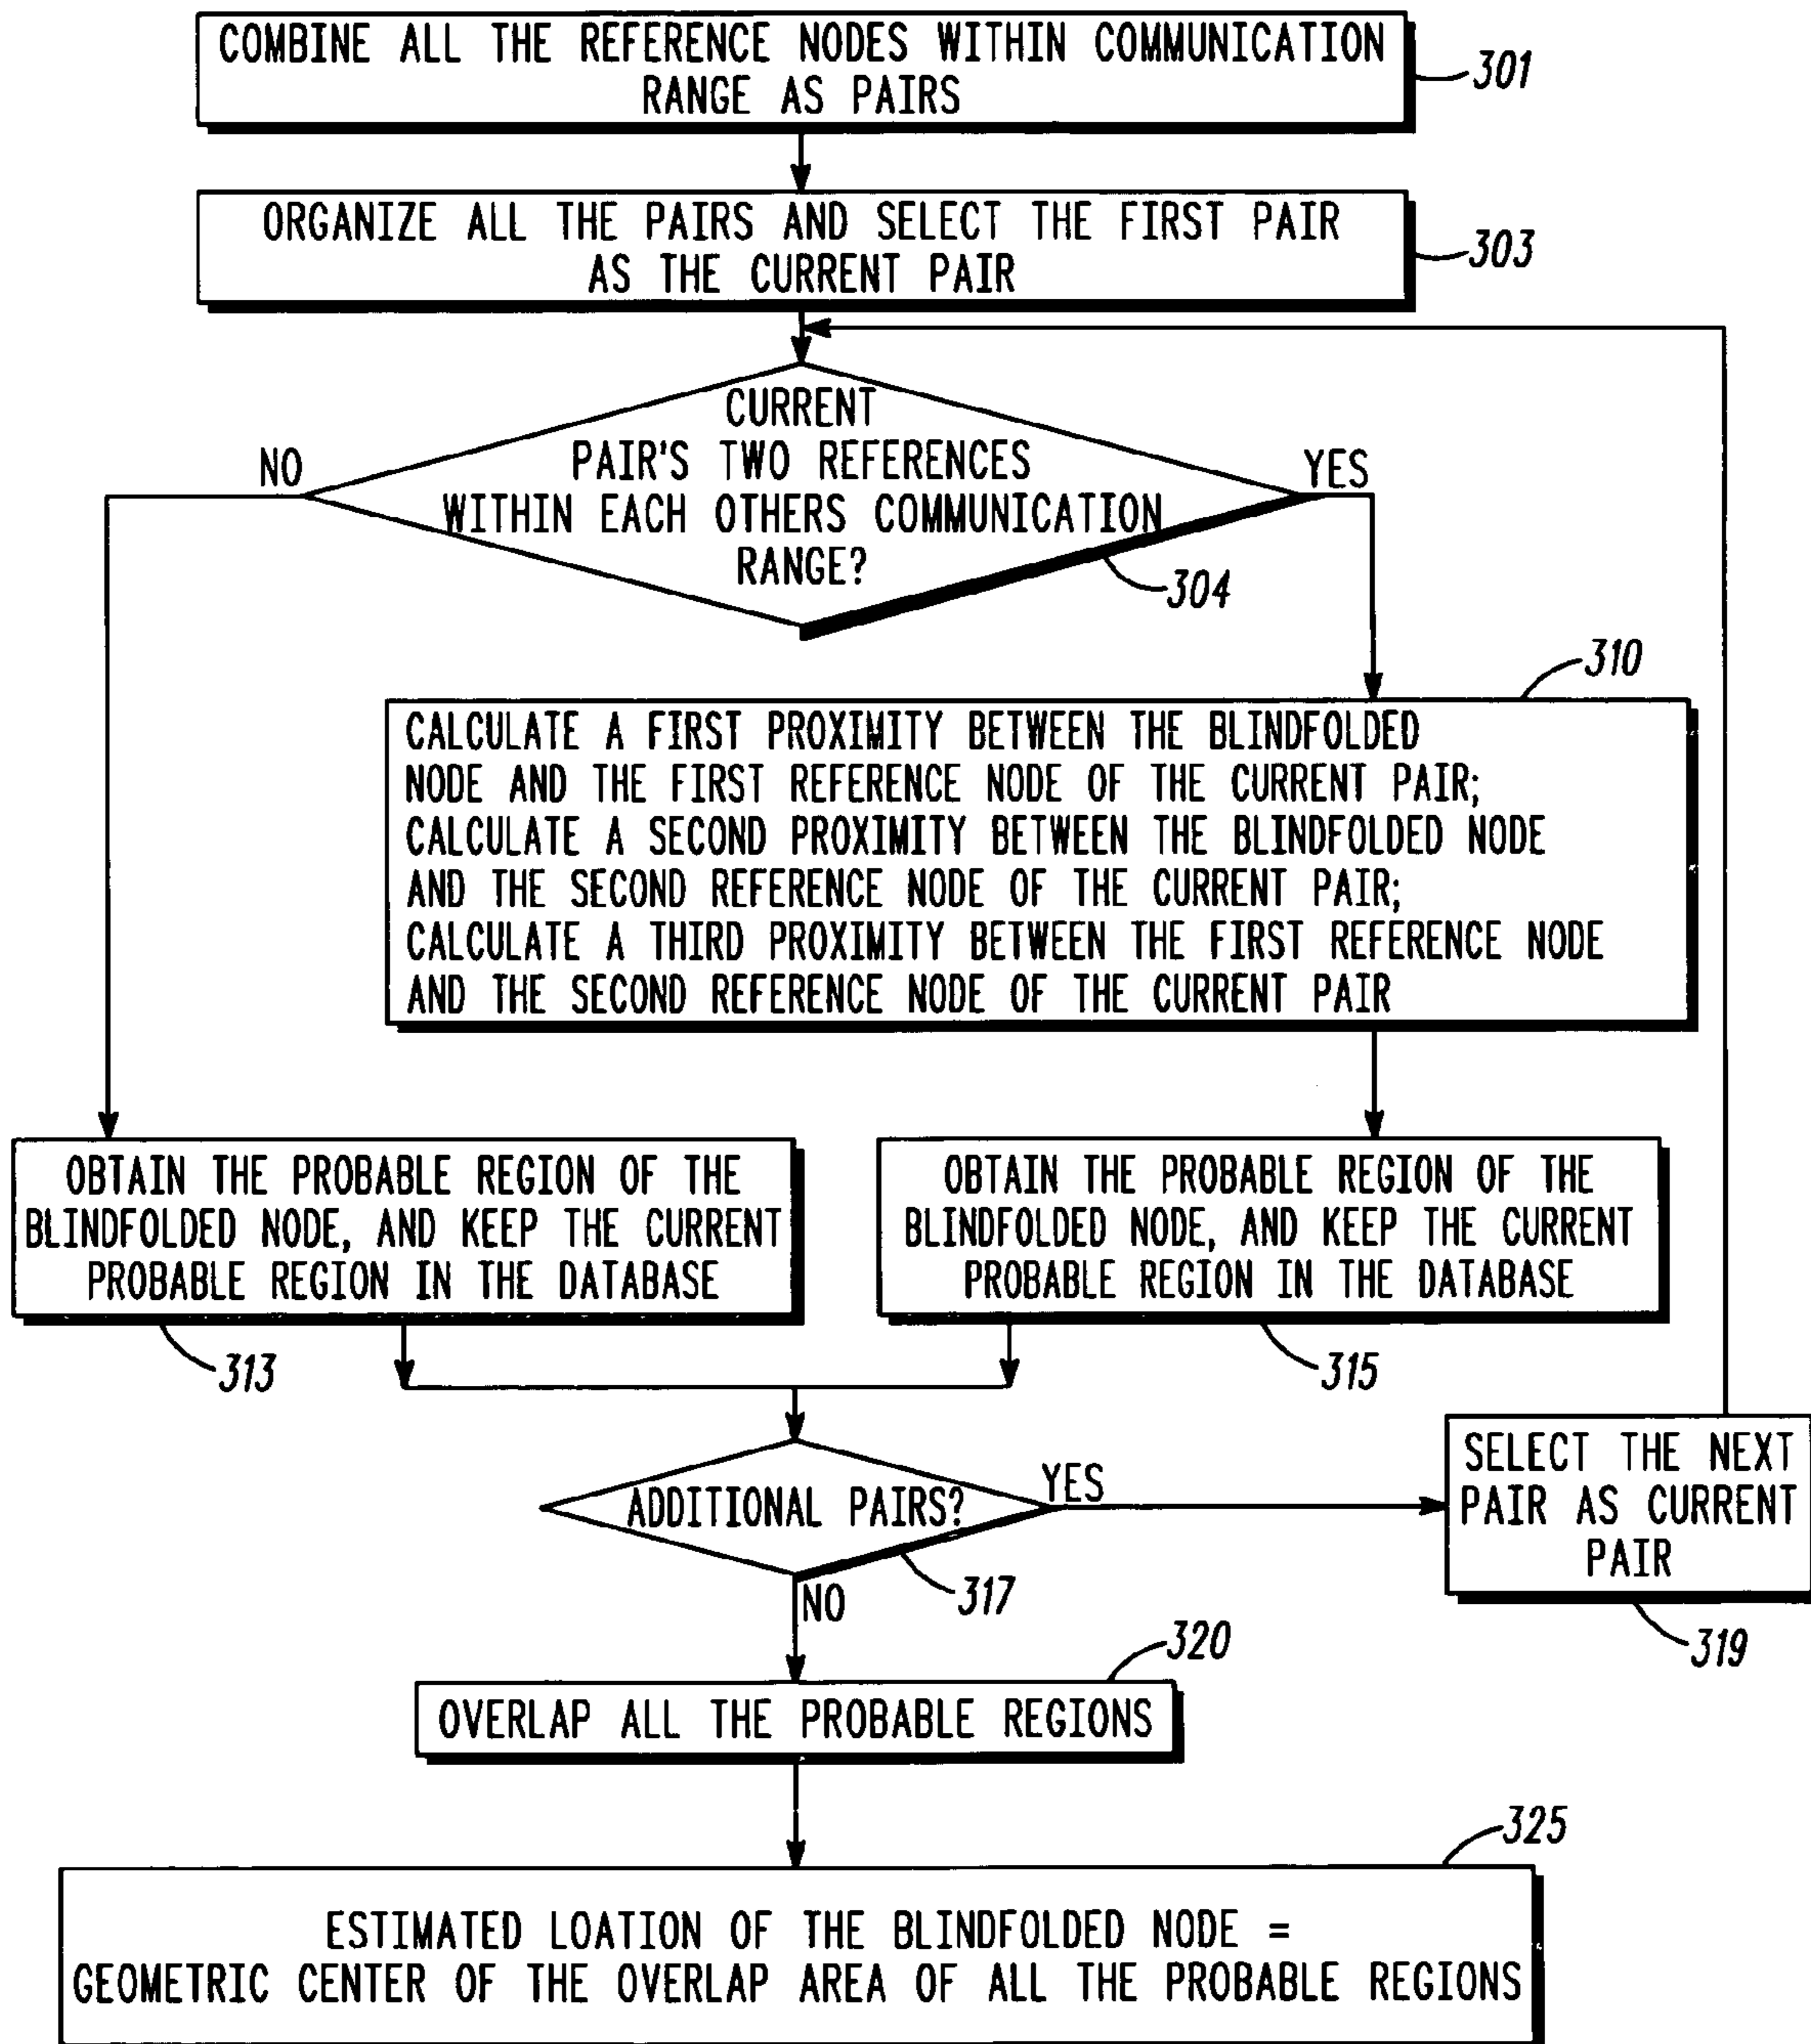 COMBINE ALL THE REFERENCE NODES WITHIN COMMUNICATION
RANGE AS PAIRS
301
ORGANIZE ALL THE PAIRS AND SELECT THE FIRST PAIR
AS THE CURRENT PAIR
303
CURRENT
PAIR'S TWO REFERENCES
WITHIN EACH OTHERS COMMUNICATION
RANGE?
NO
YES
304
310
CALCULATE A FIRST PROXIMITY BETWEEN THE BLINDFOLDED
NODE AND THE FIRST REFERENCE NODE OF THE CURRENT PAIR;
CALCULATE A SECOND PROXIMITY BETWEEN THE BLINDFOLDED NODE
AND THE SECOND REFERENCE NODE OF THE CURRENT PAIR;
CALCULATE A THIRD PROXIMITY BETWEEN THE FIRST REFERENCE NODE
AND THE SECOND REFERENCE NODE OF THE CURRENT PAIR
OBTAIN THE PROBABLE REGION OF THE
BLINDFOLDED NODE, AND KEEP THE CURRENT
PROBABLE REGION IN THE DATABASE
313
OBTAIN THE PROBABLE REGION OF THE
BLINDFOLDED NODE, AND KEEP THE CURRENT
PROBABLE REGION IN THE DATABASE
315
ADDITIONAL PAIRS?
YES
317
NO
SELECT THE NEXT
PAIR AS CURRENT
PAIR
319
320
OVERLAP ALL THE PROBABLE REGIONS
325
ESTIMATED LOATION OF THE BLINDFOLDED NODE =
GEOMETRIC CENTER OF THE OVERLAP AREA OF ALL THE PROBABLE REGIONS